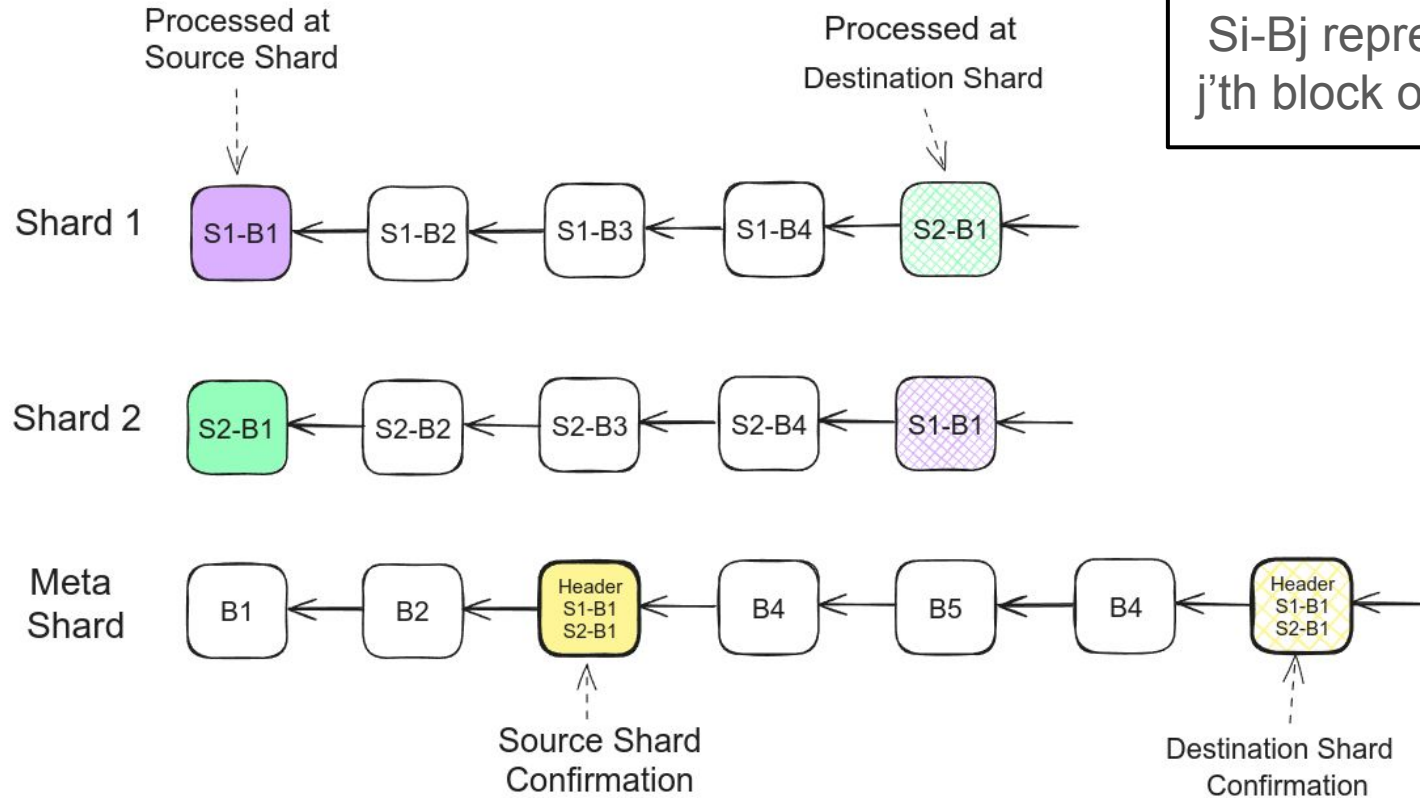 Processed at
Source Shard
Processed at
Destination Shard
Si-Bj
j’th block
Shard 1
S1-B1
S1-B2
S1-B3
S1-B4
S2-B1
Shard 2
S2-B1
S2-B2
S2-B3
S2-B4
S1-B1
Meta
Shard
B1
B2
Header
S1-B1
S2-B1
B4
B5
B4
Header
S1-B1
S2-B1
Source Shard
Confirmation
Destination Shard
Confirmation